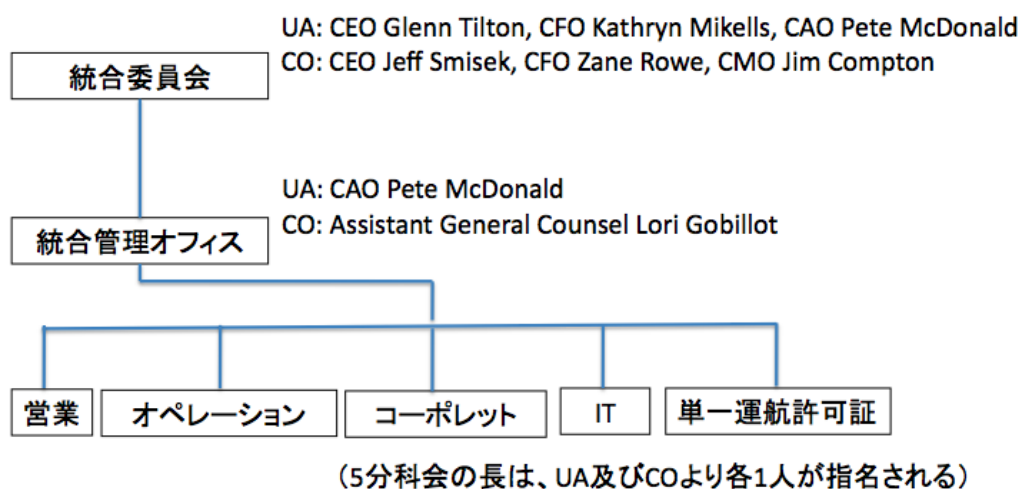 UA: CEO Glenn Tilton, CFO Kathryn Mikells, CAO Pete McDonald
CO: CEO Jeff Smisek, CFO Zane Rowe, CMO Jim Compton
統合委員会
UA: CAO Pete McDonald
CO: Assistant General Counsel Lori Gobillot
統合管理オフィス
営業
オペレーション
コーポレット
IT
単一運航許可証
（5分科会の長は、UA及びCOより各1人が指名される）